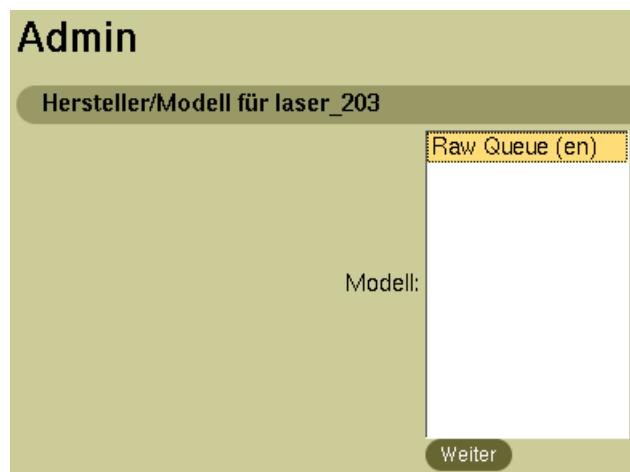 Admin
Hersteller/Modell für laser_203
Raw Queue (en)
Modell:
Weiter